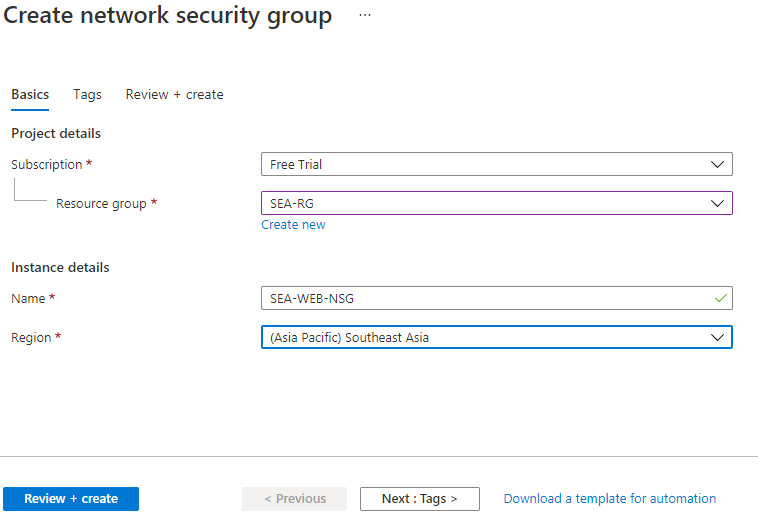 Create network security group ...
Basics Tags Review + create
Project details
Subscription * Free Trial
Resource group * SEA-RG
Create new
Instance details
Name * SEA-WEB-NSG
Region * (Asia Pacific) Southeast Asia
Review + create < Previous Next : Tags > Download a template for automation